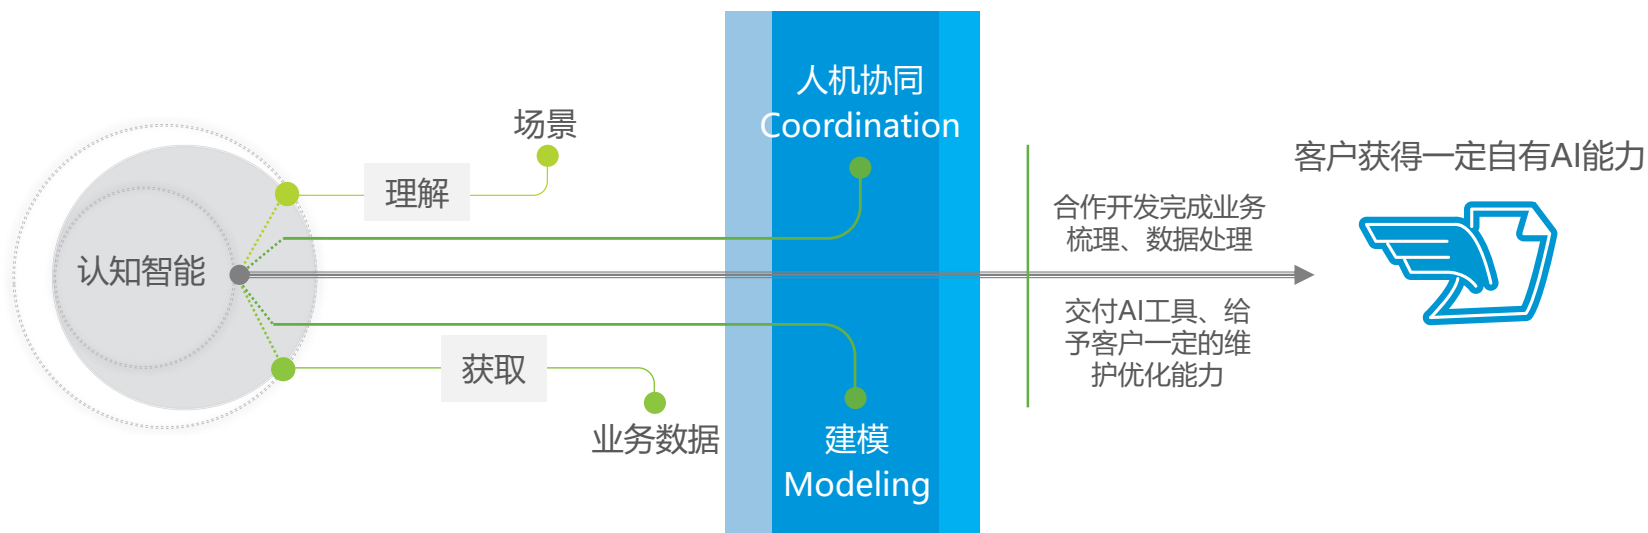 认知智能
场景
理解
获取
业务数据
人机协同
Coordination
建模
Modeling
合作开发完成业务
梳理、数据处理
交付AI工具、给
予客户一定的维
护优化能力
客户获得一定自有AI能力